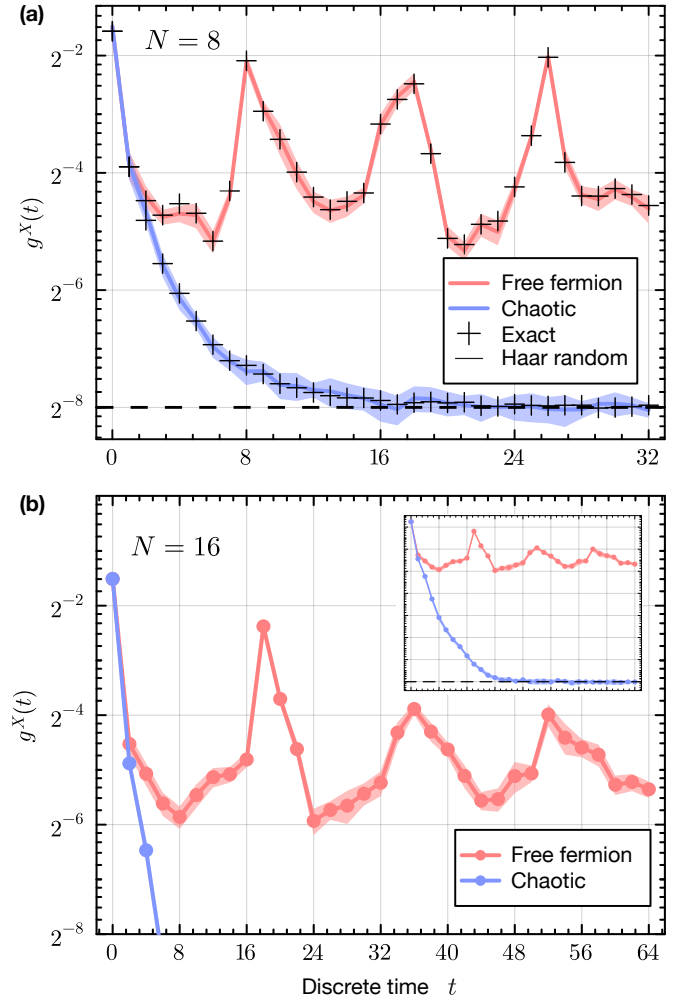 (a)
N = 8
2^{-2}
2^{-4}
2^{-6}
2^{-8}
g^X(t)
Free fermion
Chaotic
Exact
Haar random
0 8 16 24 32
(b)
N = 16
2^{-2}
2^{-4}
2^{-6}
2^{-8}
g^X(t)
Free fermion
Chaotic
0 8 16 24 32 40 48 56 64
Discrete time t